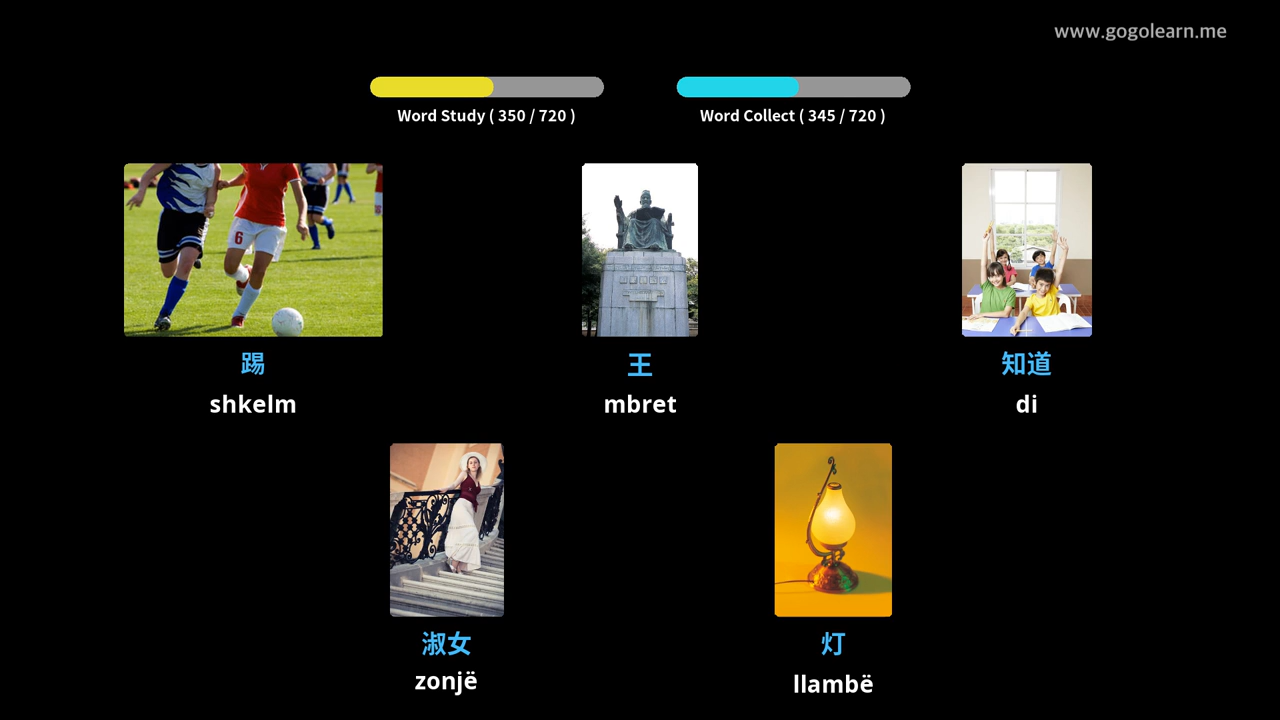 www.gogolearn.me
Word Study ( 350 / 720 )
Word Collect ( 345 / 720 )
6
踢
shkelm
王
mbret
知道
di
淑女
zonjë
灯
llambë